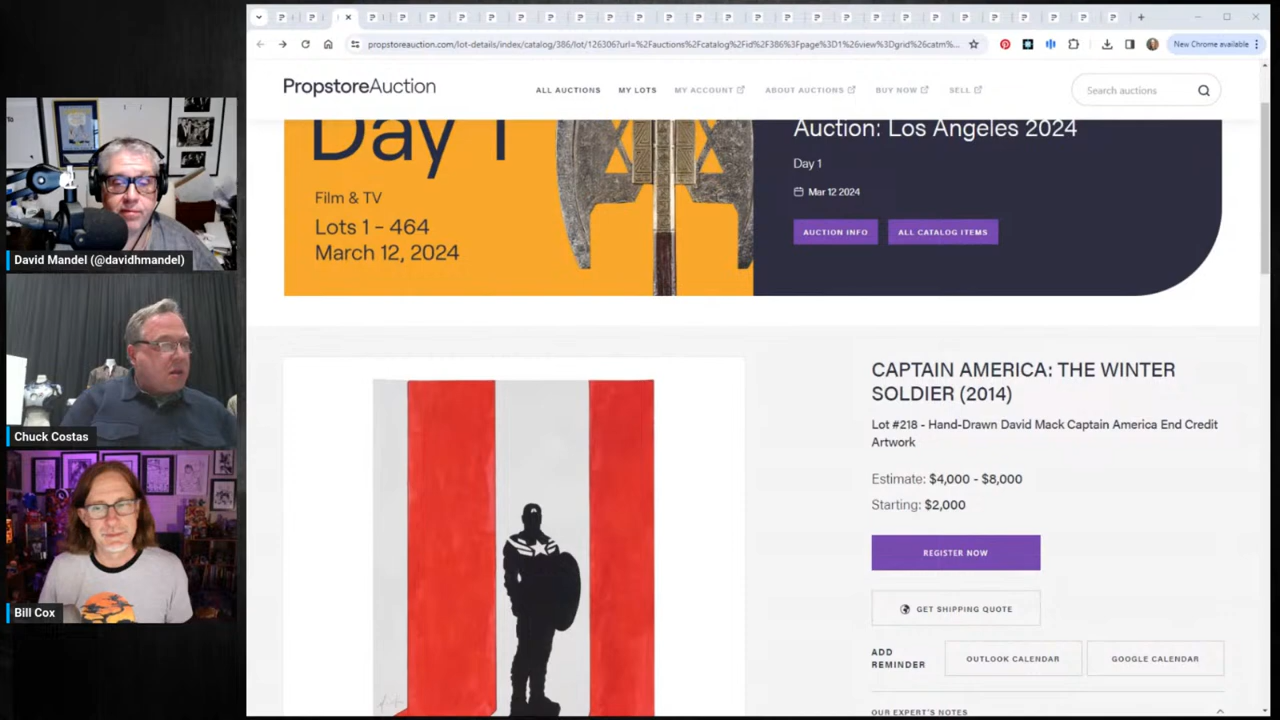 propstoreauction.com/lot-details/index/catalog/386/lot/126306?url=%2Fauctions%2Fcatalog%2Fid%2F386%3Fpage%3D1%26view%3Dgrid%26catm%...
New Chrome available
PropstoreAuction
ALL AUCTIONS
MY LOTS
MY ACCOUNT
ABOUT AUCTIONS
BUY NOW
SELL
Search auctions
Day 1
Film & TV
Lots 1 - 464
March 12, 2024
Auction: Los Angeles 2024
Day 1
Mar 12 2024
AUCTION INFO
ALL CATALOG ITEMS
David Mandel (@davidhmandel)
Chuck Costas
Bill Cox
CAPTAIN AMERICA: THE WINTER
SOLDIER (2014)
Lot #218 - Hand-Drawn David Mack Captain America End Credit
Artwork
Estimate: $4,000 - $8,000
Starting: $2,000
REGISTER NOW
GET SHIPPING QUOTE
ADD
REMINDER
OUTLOOK CALENDAR
GOOGLE CALENDAR
OUR EXPERT'S NOTES